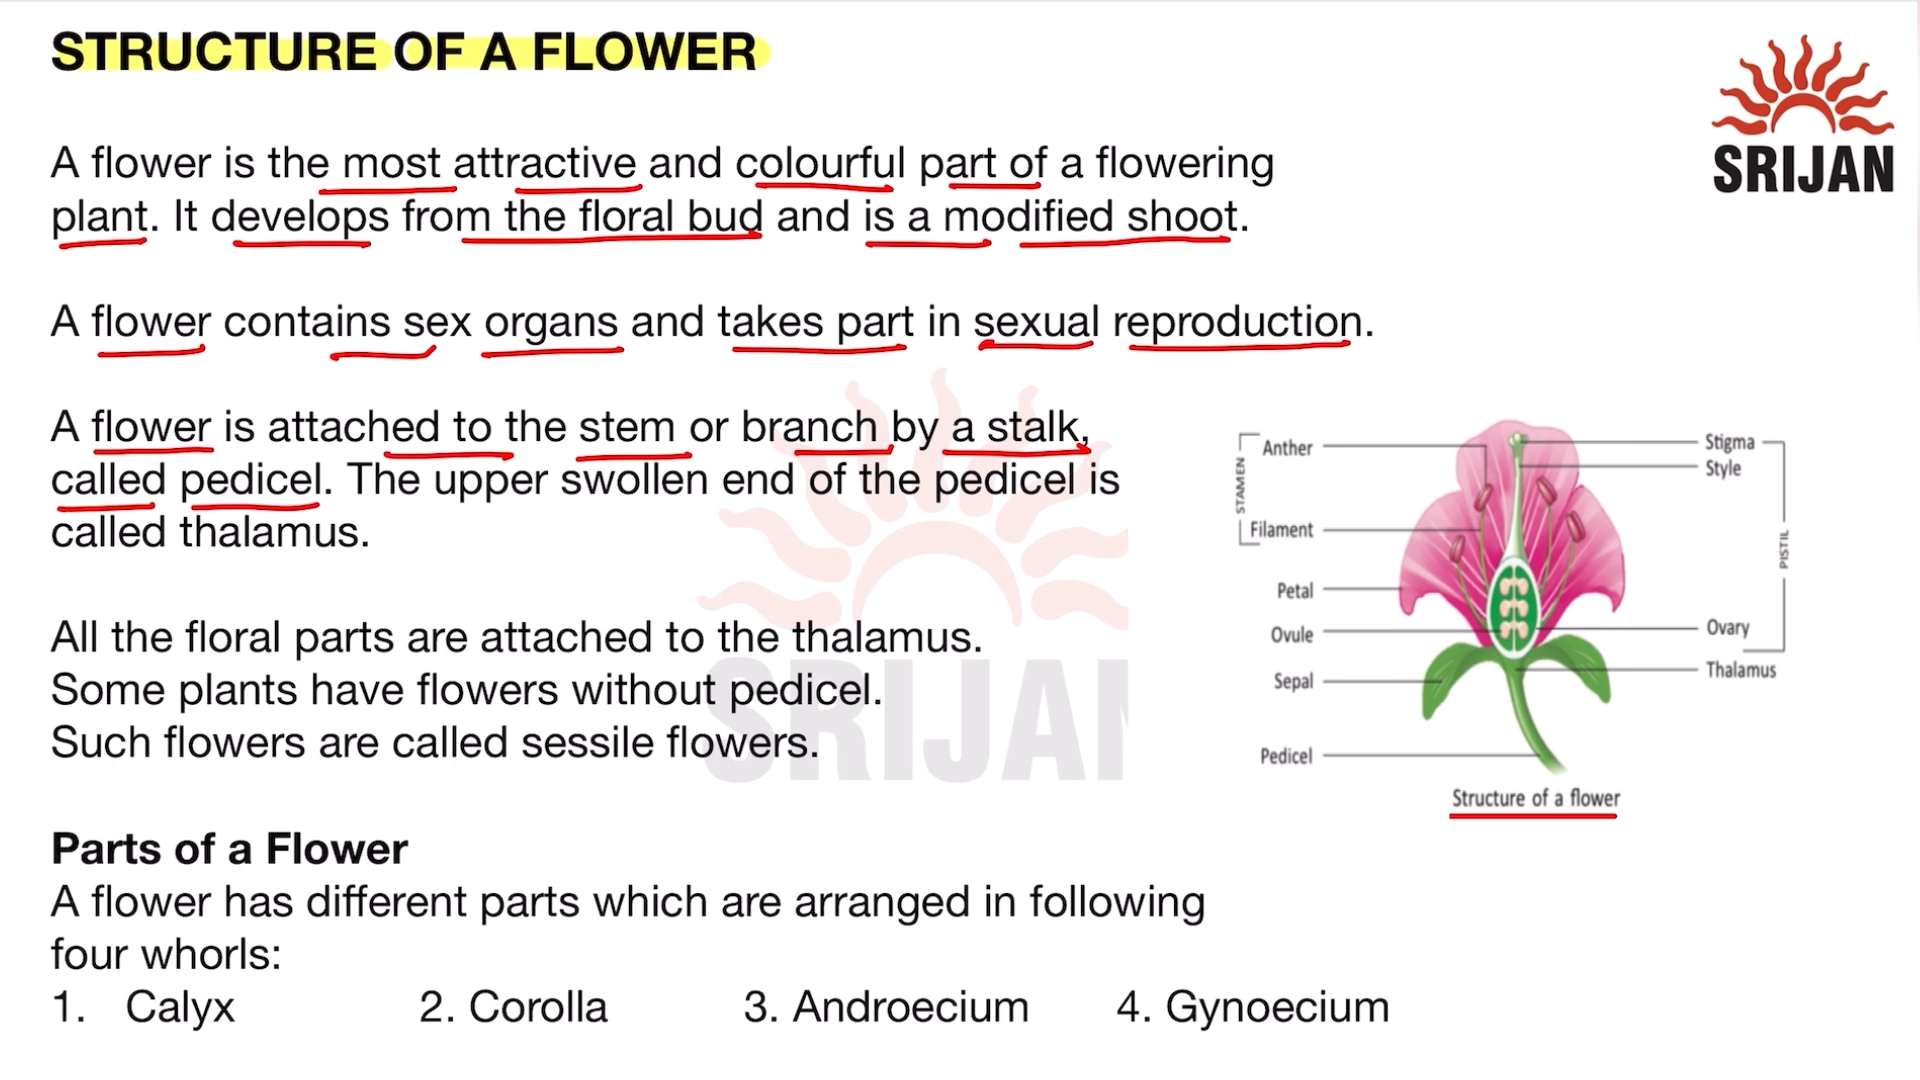 STRUCTURE OF A FLOWER
SRIJAN
A flower is the most attractive and colourful part of a flowering
plant. It develops from the floral bud and is a modified shoot.
A flower contains sex organs and takes part in sexual reproduction.
A flower is attached to the stem or branch by a stalk,
called pedicel. The upper swollen end of the pedicel is
called thalamus.
All the floral parts are attached to the thalamus.
Some plants have flowers without pedicel.
Such flowers are called sessile flowers.
SRIJAN
STAMEN
Anther
Filament
Petal
Ovule
Sepal
Pedicel
Stigma
Style
PISTIL
Ovary
Thalamus
Structure of a flower
Parts of a Flower
A flower has different parts which are arranged in following
four whorls:
1. Calyx 2. Corolla 3. Androecium 4. Gynoecium